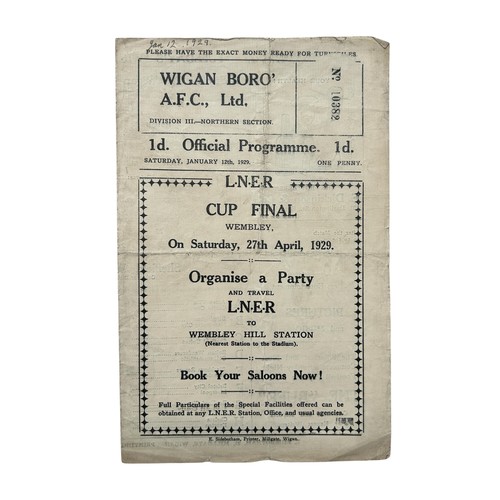 Jan 12 1929
PLEASE HAVE THE EXACT MONEY READY FOR TURNSTILES
WIGAN BORO'
A.F.C., Ltd.
DIVISION III—NORTHERN SECTION.
No. 10382
1d. Official Programme. 1d.
SATURDAY, JANUARY 12th, 1929. ONE PENNY.
L·N·E·R
CUP FINAL
WEMBLEY,
On Saturday, 27th April, 1929.
Organise a Party
AND TRAVEL
L·N·E·R
TO
WEMBLEY HILL STATION
(Nearest Station to the Stadium).
Book Your Saloons Now!
Full Particulars of the Special Facilities offered can be
obtained at any L.N.E.R. Station, Office, and usual agencies.
E. Sidebotham, Printer, Millgate, Wigan.